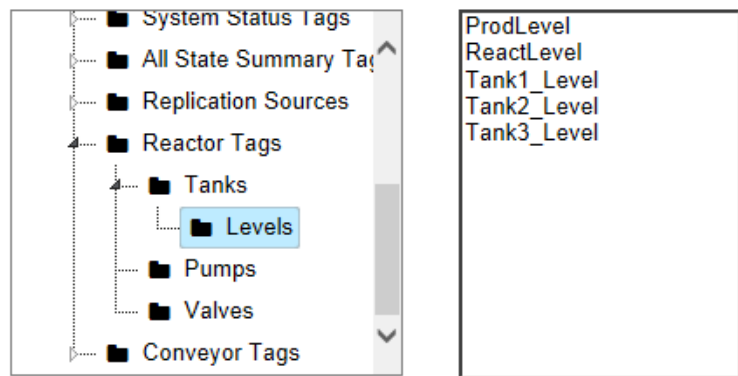 System Status Tags
All State Summary Tag
Replication Sources
Reactor Tags
Tanks
Levels
Pumps
Valves
Conveyor Tags
ProdLevel
ReactLevel
Tank1_Level
Tank2_Level
Tank3_Level